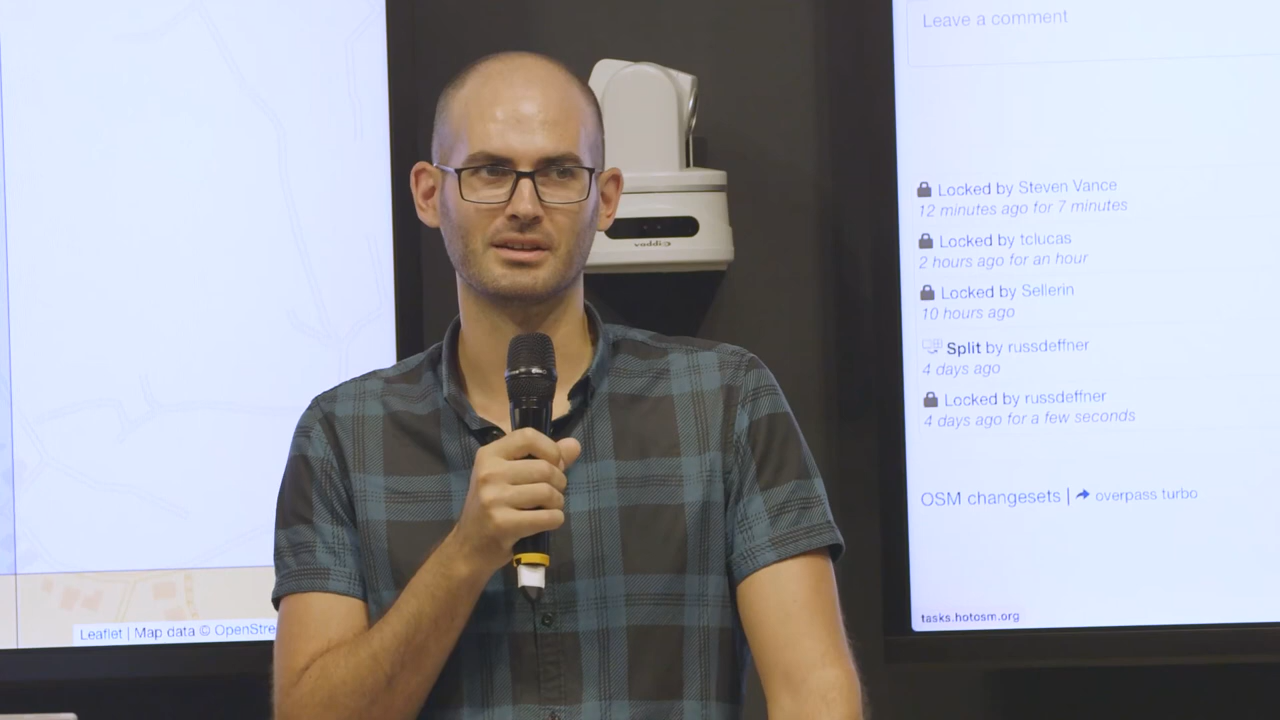 Leave a comment
Locked by Steven Vance
12 minutes ago for 7 minutes
Locked by tclucas
2 hours ago for an hour
Locked by Sellerin
10 hours ago
Split by russdeffner
4 days ago
Locked by russdeffner
4 days ago for a few seconds
OSM changesets | overpass turbo
tasks.hotosm.org
Leaflet | Map data © OpenStre
vaddio